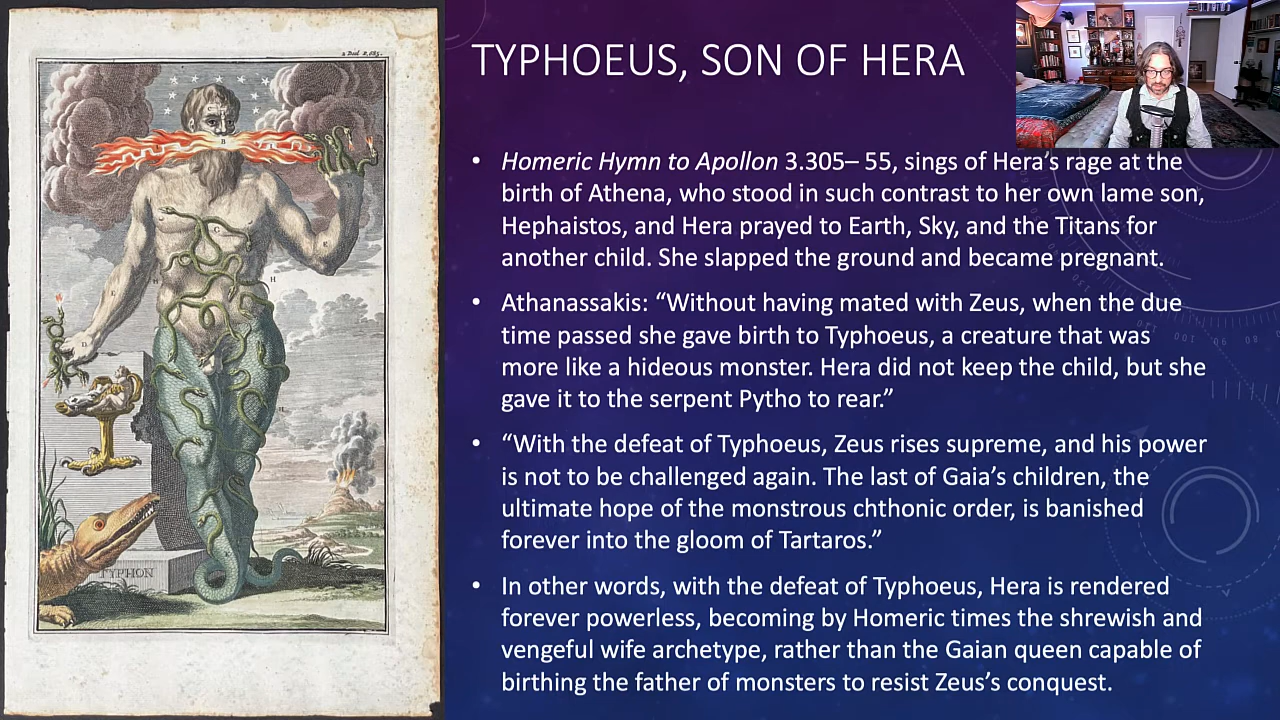 TYPHOEUS, SON OF HERA
• Homeric Hymn to Apollon 3.305– 55, sings of Hera’s rage at the
birth of Athena, who stood in such contrast to her own lame son,
Hephaistos, and Hera prayed to Earth, Sky, and the Titans for
another child. She slapped the ground and became pregnant.
• Athanassakis: “Without having mated with Zeus, when the due
time passed she gave birth to Typhoeus, a creature that was
more like a hideous monster. Hera did not keep the child, but she
gave it to the serpent Pytho to rear.”
• “With the defeat of Typhoeus, Zeus rises supreme, and his power
is not to be challenged again. The last of Gaia’s children, the
ultimate hope of the monstrous chthonic order, is banished
forever into the gloom of Tartaros.”
• In other words, with the defeat of Typhoeus, Hera is rendered
forever powerless, becoming by Homeric times the shrewish and
vengeful wife archetype, rather than the Gaian queen capable of
birthing the father of monsters to resist Zeus’s conquest.
TYPHON